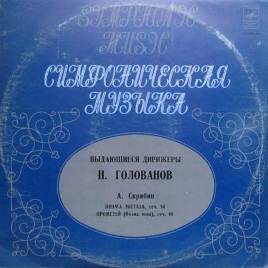 SYMPHONIC
MUSIC
СИМФОНИЧЕСКАЯ
МУЗЫКА
ВЫДАЮЩИЕСЯ ДИРИЖЕРЫ
Н. ГОЛОВАНОВ
А. Скрябин
ПОЭМА ЭКСТАЗА, соч. 54
ПРОМЕТЕЙ (Поэма огня), соч. 60